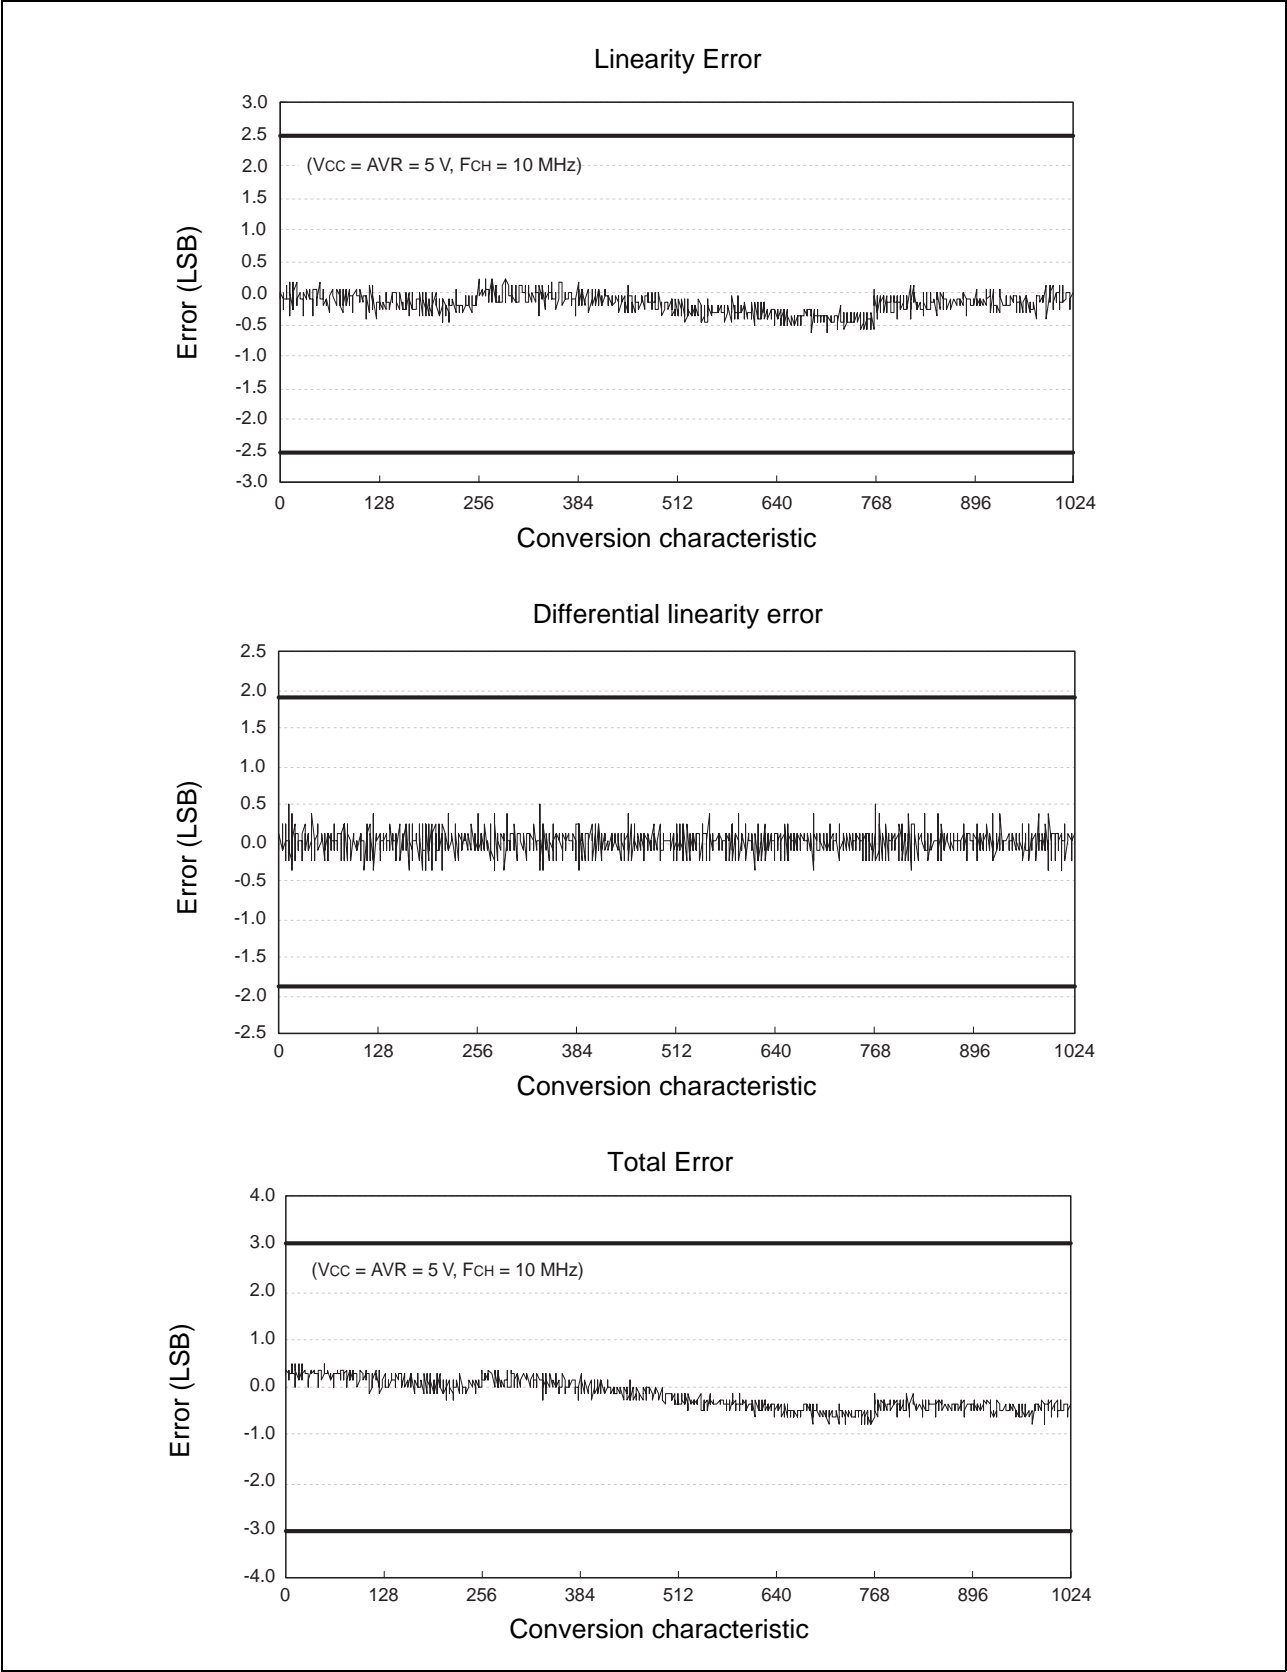 Linearity Error
3.0
2.5
2.0
1.5
1.0
0.5
0.0
-0.5
-1.0
-1.5
-2.0
-2.5
-3.0
Error (LSB)
(VCC = AVR = 5 V, FCH = 10 MHz)
0 128 256 384 512 640 768 896 1024
Conversion characteristic
Differential linearity error
2.5
2.0
1.5
1.0
0.5
0.0
-0.5
-1.0
-1.5
-2.0
-2.5
Error (LSB)
0 128 256 384 512 640 768 896 1024
Conversion characteristic
Total Error
4.0
3.0
2.0
1.0
0.0
-1.0
-2.0
-3.0
-4.0
Error (LSB)
(VCC = AVR = 5 V, FCH = 10 MHz)
0 128 256 384 512 640 768 896 1024
Conversion characteristic